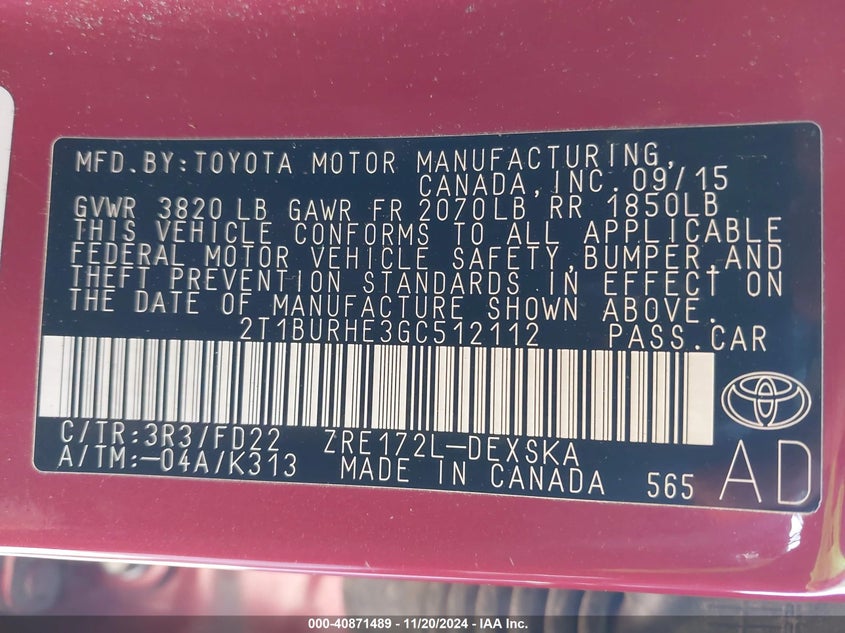 MFD.BY:TOYOTA MOTOR MANUFACTURING,
CANADA,INC.09/15
GVWR 3820 LB GAWR FR 2070LB RR 1850LB
THIS VEHICLE CONFORMS TO ALL APPLICABLE
FEDERAL MOTOR VEHICLE SAFETY,BUMPER,AND
THEFT PREVENTION STANDARDS IN EFFECT ON
THE DATE OF MANUFACTURE SHOWN ABOVE.
2T1BURHE3GC512112 PASS.CAR
C/TR:3R3/FD22 ZRE172L-DEXSKA
A/TM:-04A/K313 MADE IN CANADA 565 AD
000-40871489 - 11/20/2024 - IAA Inc.